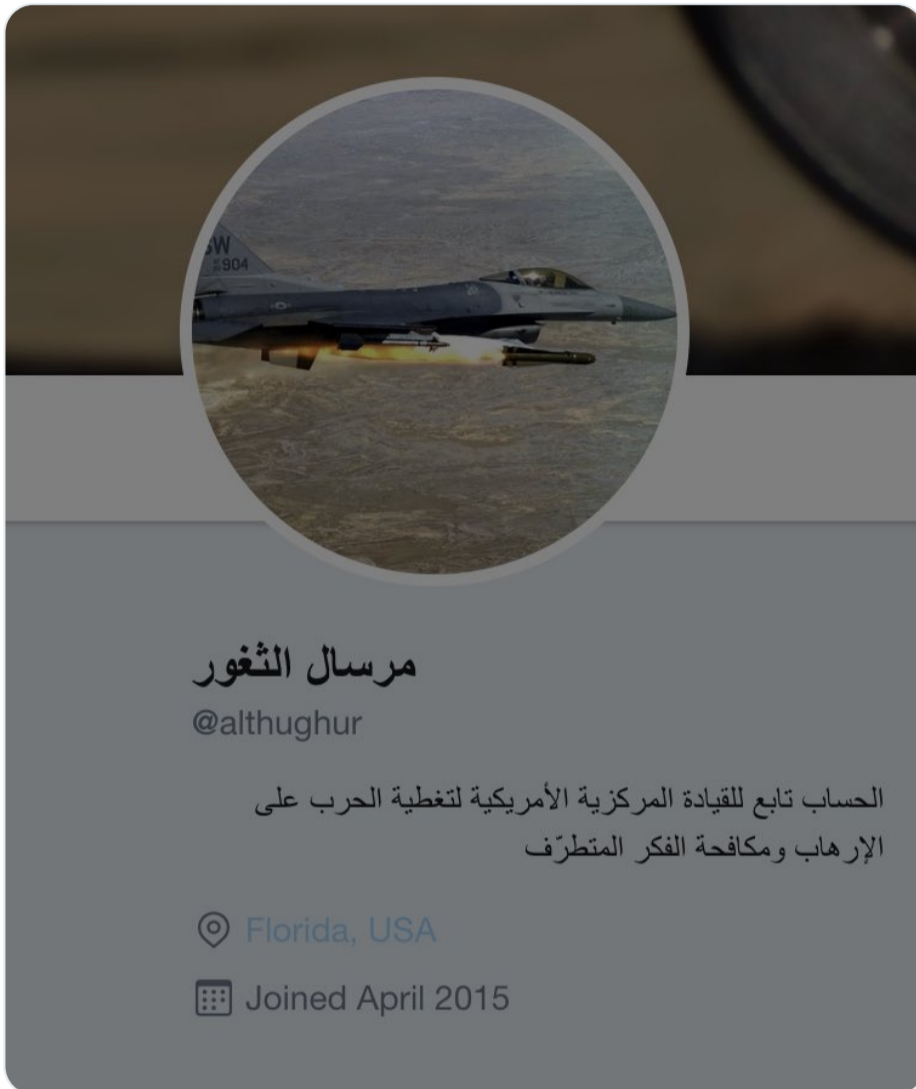 SW
904
مرسال الثغور
@althughur
الحساب تابع للقيادة المركزية الأمريكية لتغطية الحرب على
الإرهاب ومكافحة الفكر المتطرّف
Florida, USA
Joined April 2015